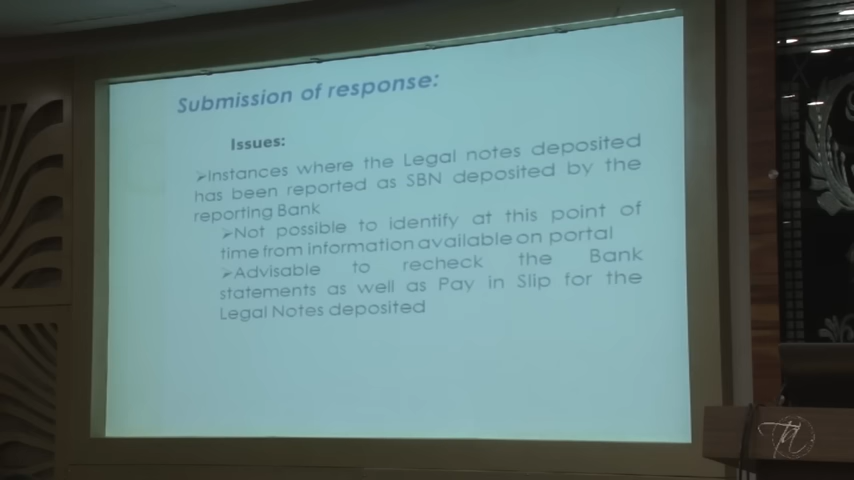 Submission of response:
Issues:
➢Instances where the Legal notes deposited
has been reported as SBN deposited by the
reporting Bank
➢Not possible to identify at this point of
time from information available on portal
➢Advisable to recheck the Bank
statements as well as Pay in Slip for the
Legal Notes deposited